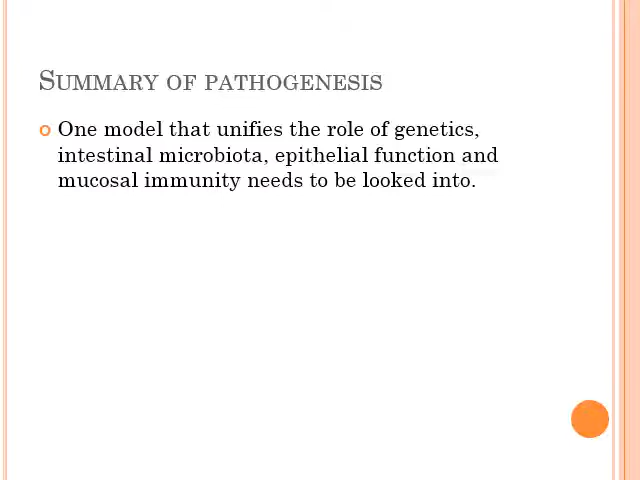 SUMMARY OF PATHOGENESIS
One model that unifies the role of genetics,
intestinal microbiota, epithelial function and
mucosal immunity needs to be looked into.